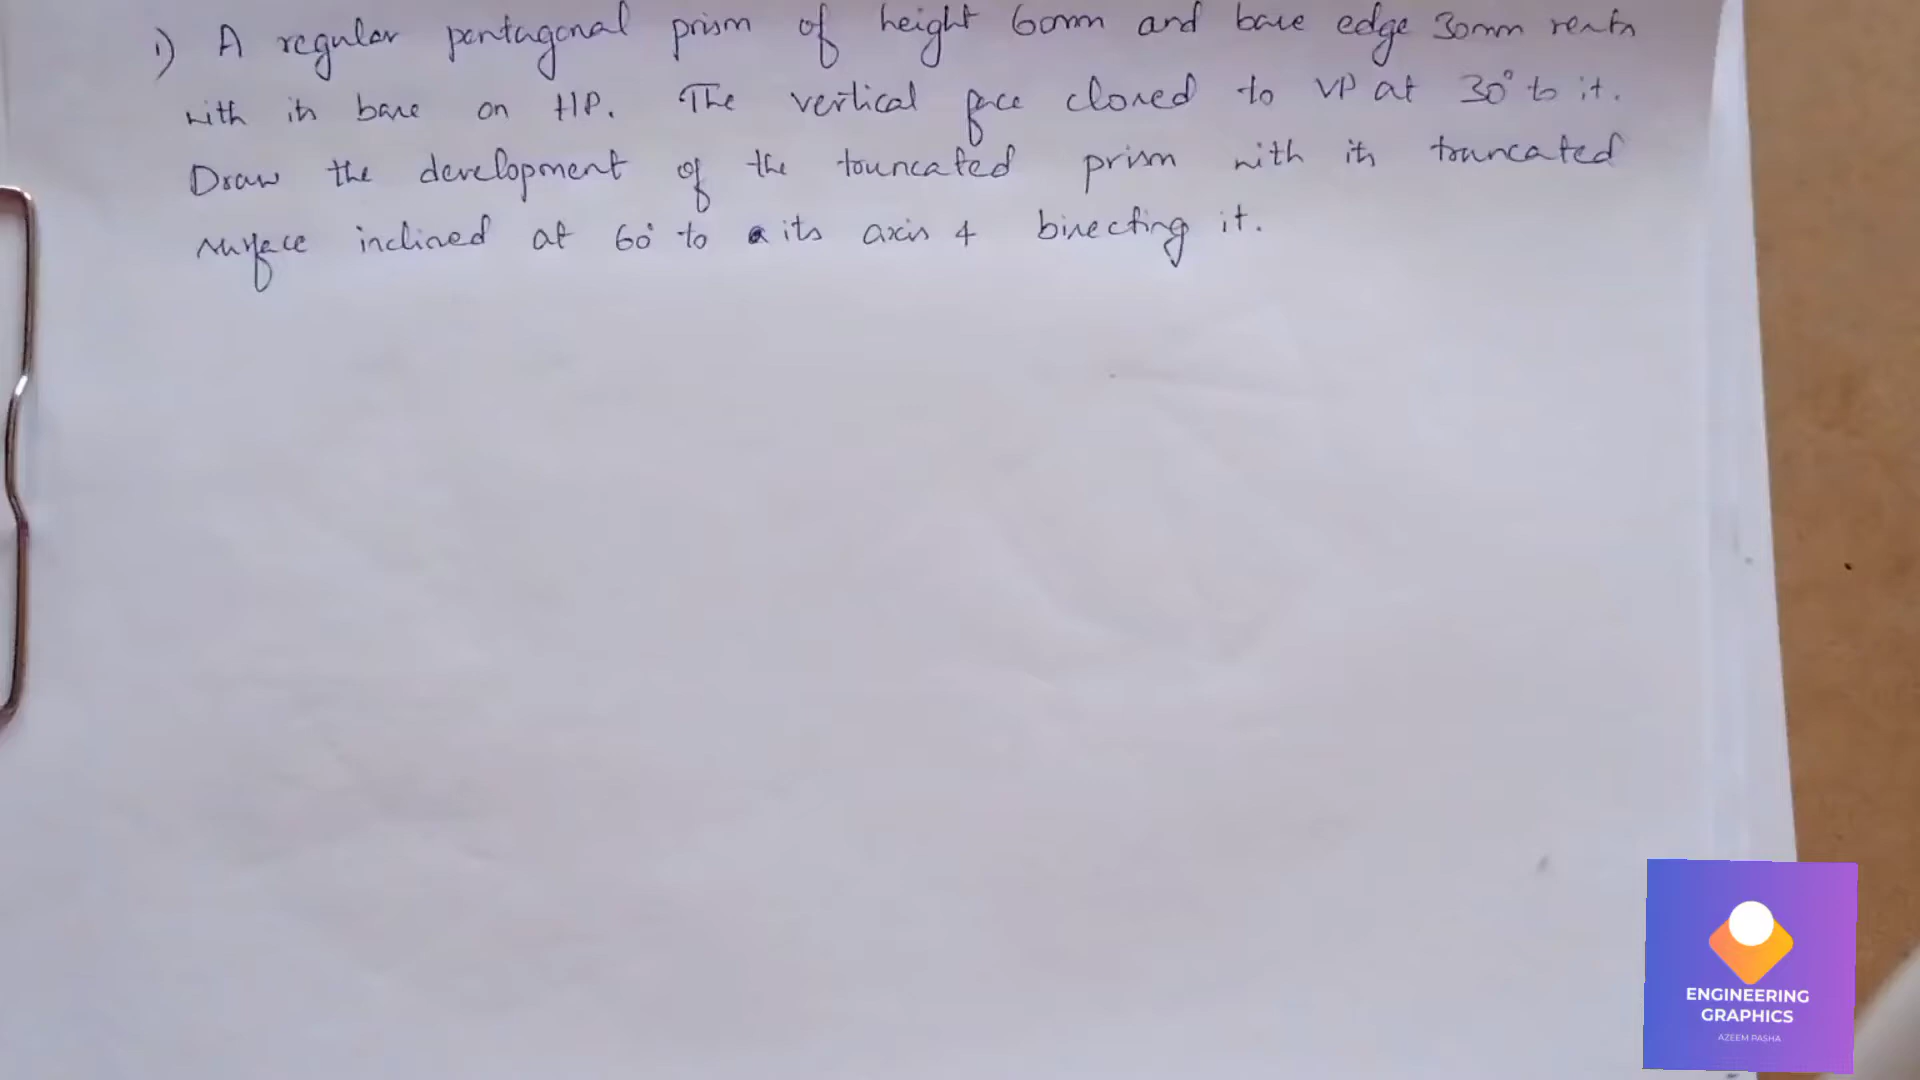 1) A regular pentagonal prism of height 60mm and base edge 30mm rests
with its base on HP. The vertical face closed to VP at 30° to it.
Draw the development of the truncated prism with its truncated
surface inclined at 60° to its axis & bisecting it.
ENGINEERING
GRAPHICS
AZEEM PASHA